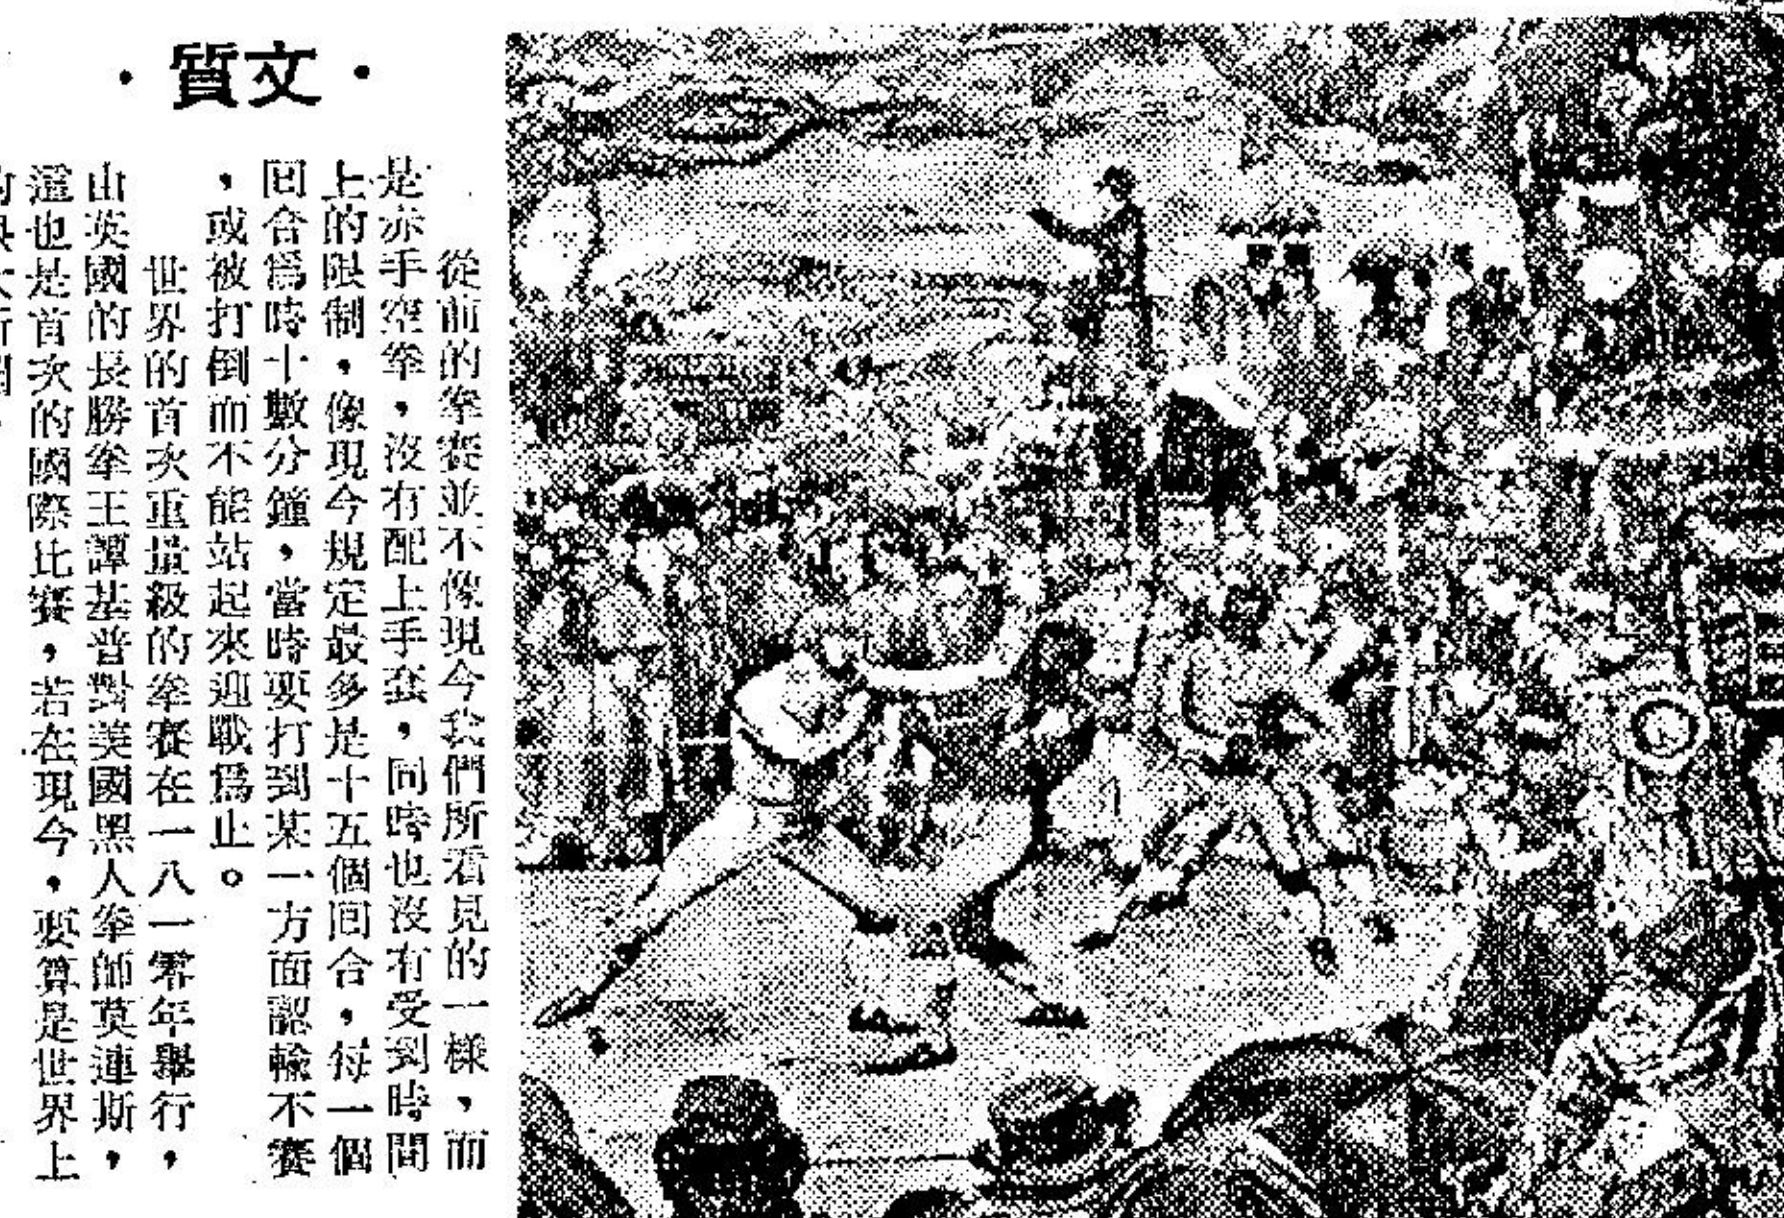 ·文質·
從前的拳賽並不像現今我們所看見的一樣，而
是赤手空拳，沒有配上手套，同時也沒有受到時間
上的限制，像現今規定最多是十五個回合，每一個
回合爲時十數分鐘，當時要打到某一方面認輸不賽
，或被打倒而不能站起來迎戰爲止。
世界的首次重量級的拳賽在一八一零年舉行，
由英國的長勝拳王譚基普對美國黑人拳師莫連斯，
這也是首次的國際比賽，若在現今，要算是世界上